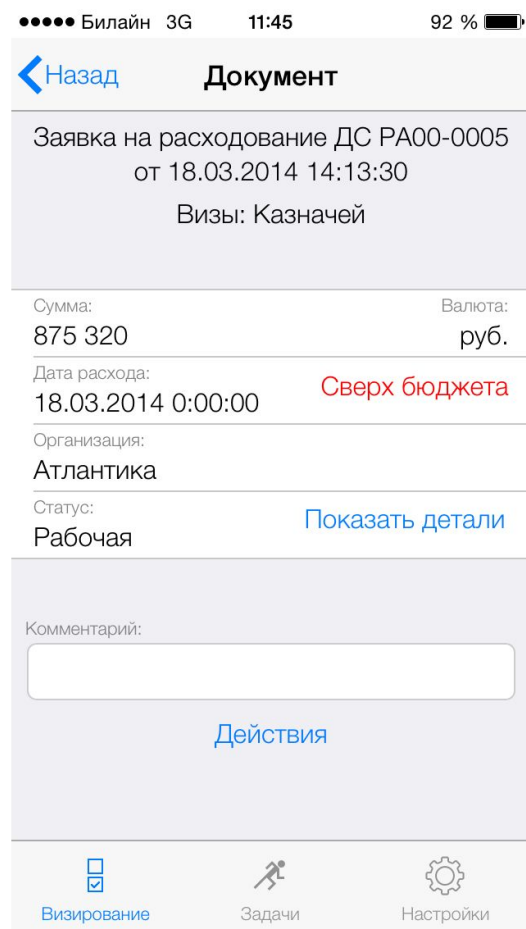 Билайн 3G 11:45 92 %
Назад Документ
Заявка на расходование ДС РА00-0005
от 18.03.2014 14:13:30
Визы: Казначей
Сумма: Валюта:
875 320 руб.
Дата расхода:
18.03.2014 0:00:00 Сверх бюджета
Организация:
Атлантика
Статус:
Рабочая Показать детали
Комментарий:
Действия
Визирование Задачи Настройки